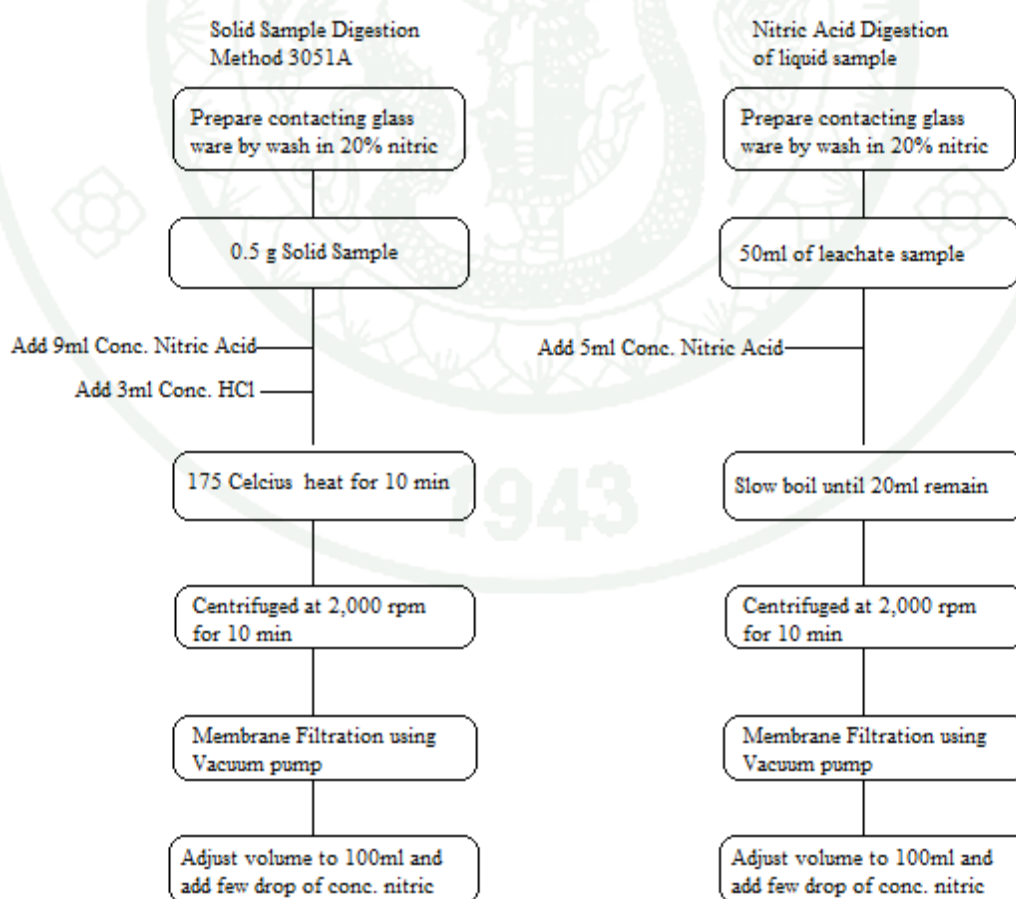 Solid Sample Digestion
Method 3051A
Prepare contacting glass
ware by wash in 20% nitric
0.5 g Solid Sample
Add 9ml Conc. Nitric Acid
Add 3ml Conc. HCl
175 Celcius heat for 10 min
Centrifuged at 2,000 rpm
for 10 min
Membrane Filtration using
Vacuum pump
Adjust volume to 100ml and
add few drop of conc. nitric
Nitric Acid Digestion
of liquid sample
Prepare contacting glass
ware by wash in 20% nitric
50ml of leachate sample
Add 5ml Conc. Nitric Acid
Slow boil until 20ml remain
Centrifuged at 2,000 rpm
for 10 min
Membrane Filtration using
Vacuum pump
Adjust volume to 100ml and
add few drop of conc. nitric
1943